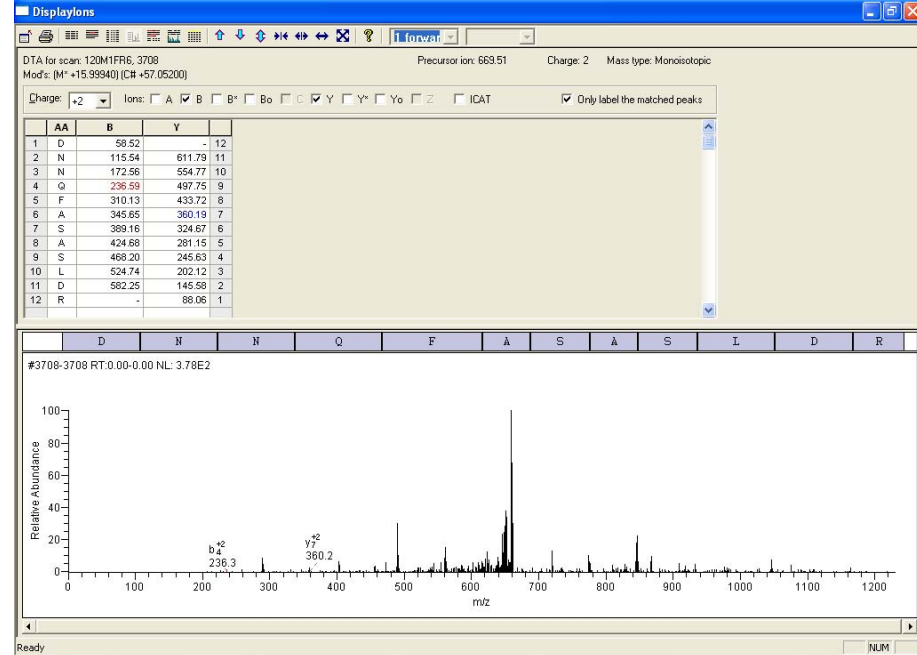 DisplayIons
1 forwar
DTA for scan: 120M1FR6, 3708 Precursor ion: 669.51 Charge: 2 Mass type: Monoisotopic
Mod's: (M* +15.99940) (C# +57.05200)
Charge: +2 Ions: A B B* Bo C Y Y* Yo Z ICAT Only label the matched peaks
AA B Y
1 D 58.52 - 12
2 N 115.54 611.79 11
3 N 172.56 554.77 10
4 Q 236.59 497.75 9
5 F 310.13 433.72 8
6 A 345.65 360.19 7
7 S 389.16 324.67 6
8 A 424.68 281.15 5
9 S 468.20 245.63 4
10 L 524.74 202.12 3
11 D 582.25 145.58 2
12 R - 88.06 1
D N N Q F A S A S L D R
#3708-3708 RT:0.00-0.00 NL: 3.78E2
100
80
60
40
20
0
Relative Abundance
b4+2
236.3
y7+2
360.2
0 100 200 300 400 500 600 700 800 900 1000 1100 1200
m/z
Ready NUM